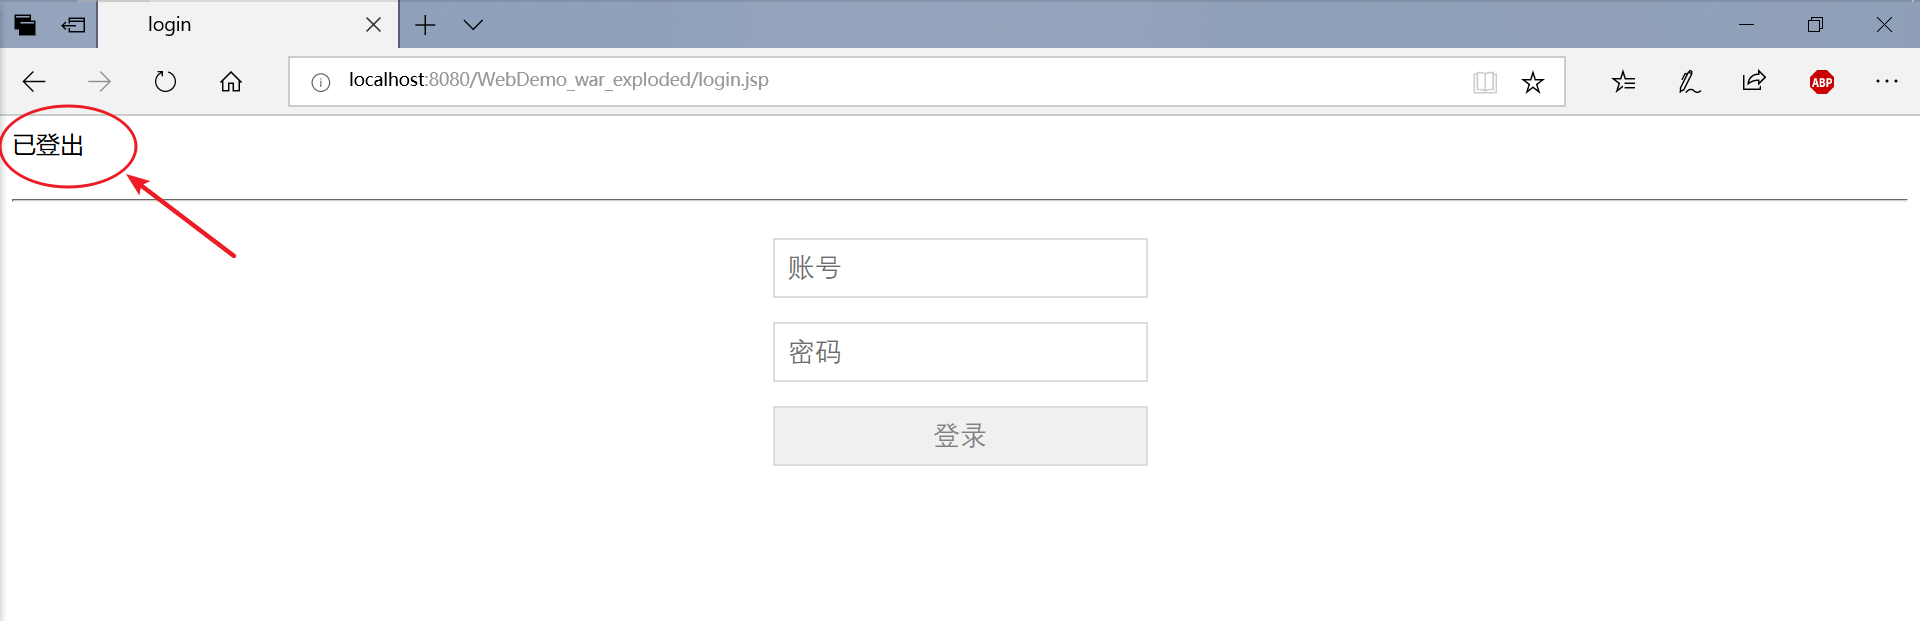 login
localhost:8080/WebDemo_war_exploded/login.jsp
ABP
已登出
账号
密码
登录